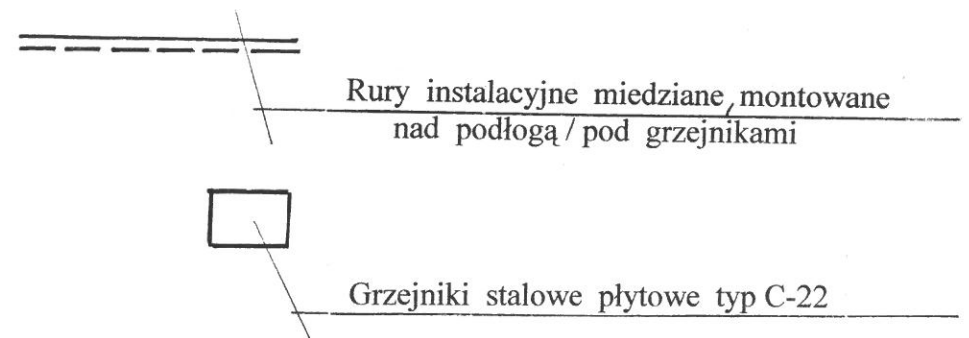 Rury instalacyjne miedziane, montowane
nad podłogą / pod grzejnikami
Grzejniki stalowe płytowe typ C-22